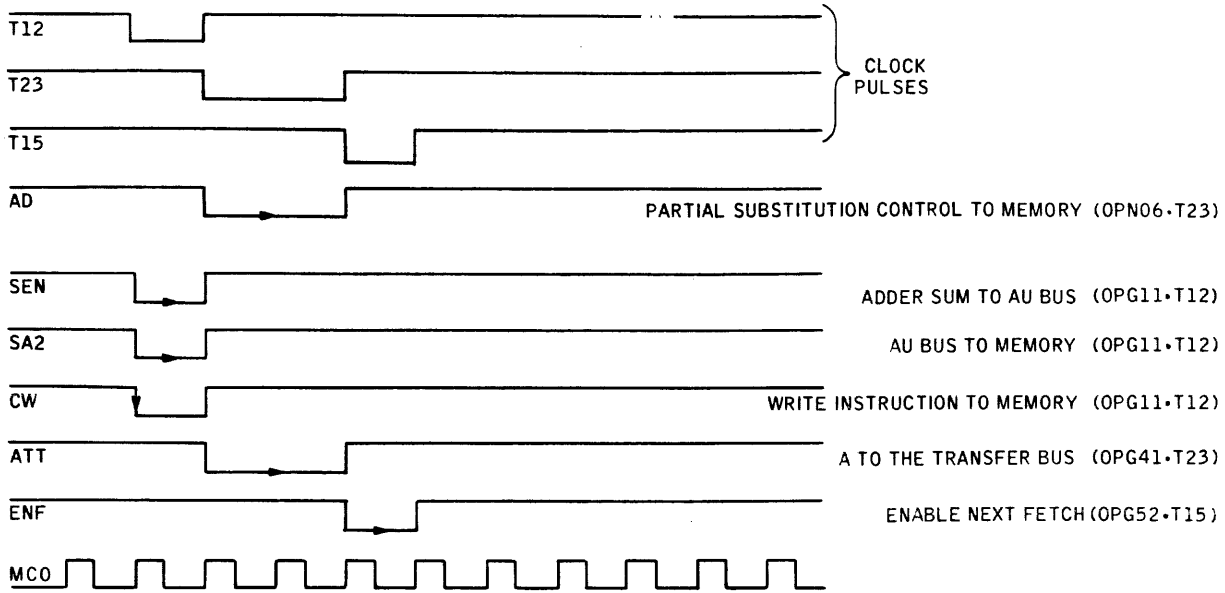 T12
CLOCK
PULSES
T23
T15
AD
PARTIAL SUBSTITUTION CONTROL TO MEMORY (OPN06•T23)
SEN
ADDER SUM TO AU BUS (OPG11•T12)
SA2
AU BUS TO MEMORY (OPG11•T12)
CW
WRITE INSTRUCTION TO MEMORY (OPG11•T12)
ATT
A TO THE TRANSFER BUS (OPG41•T23)
ENF
ENABLE NEXT FETCH (OPG52•T15)
MCO